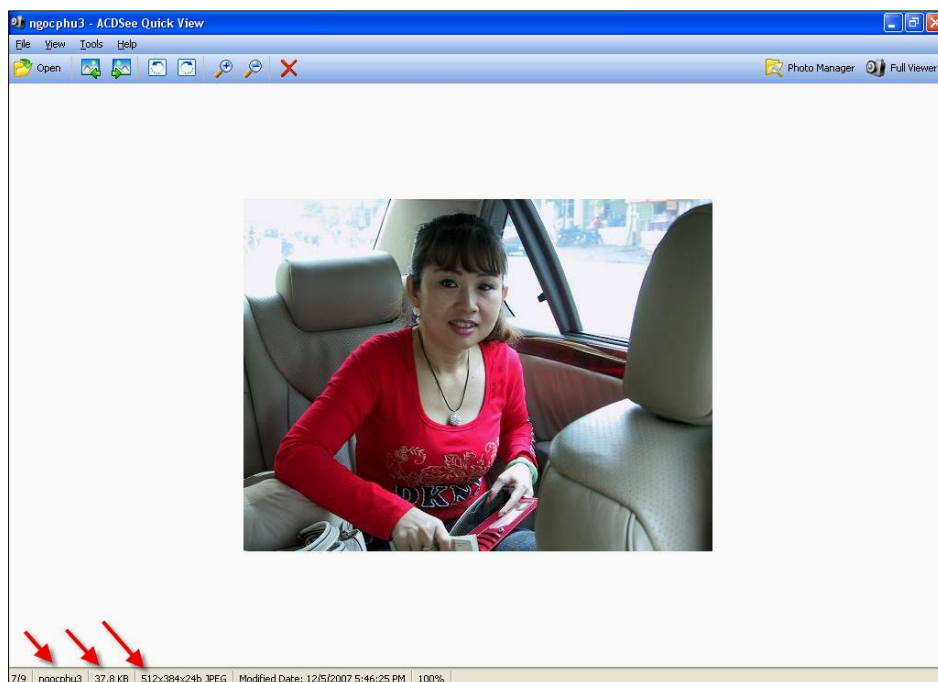 ngocphu3 - ACDSee Quick View
File View Tools Help
Open Photo Manager Full Viewer
DKNY
7/9 ngocphu3 37.8 KB 512x384x24b JPEG Modified Date: 12/5/2007 5:46:25 PM 100%